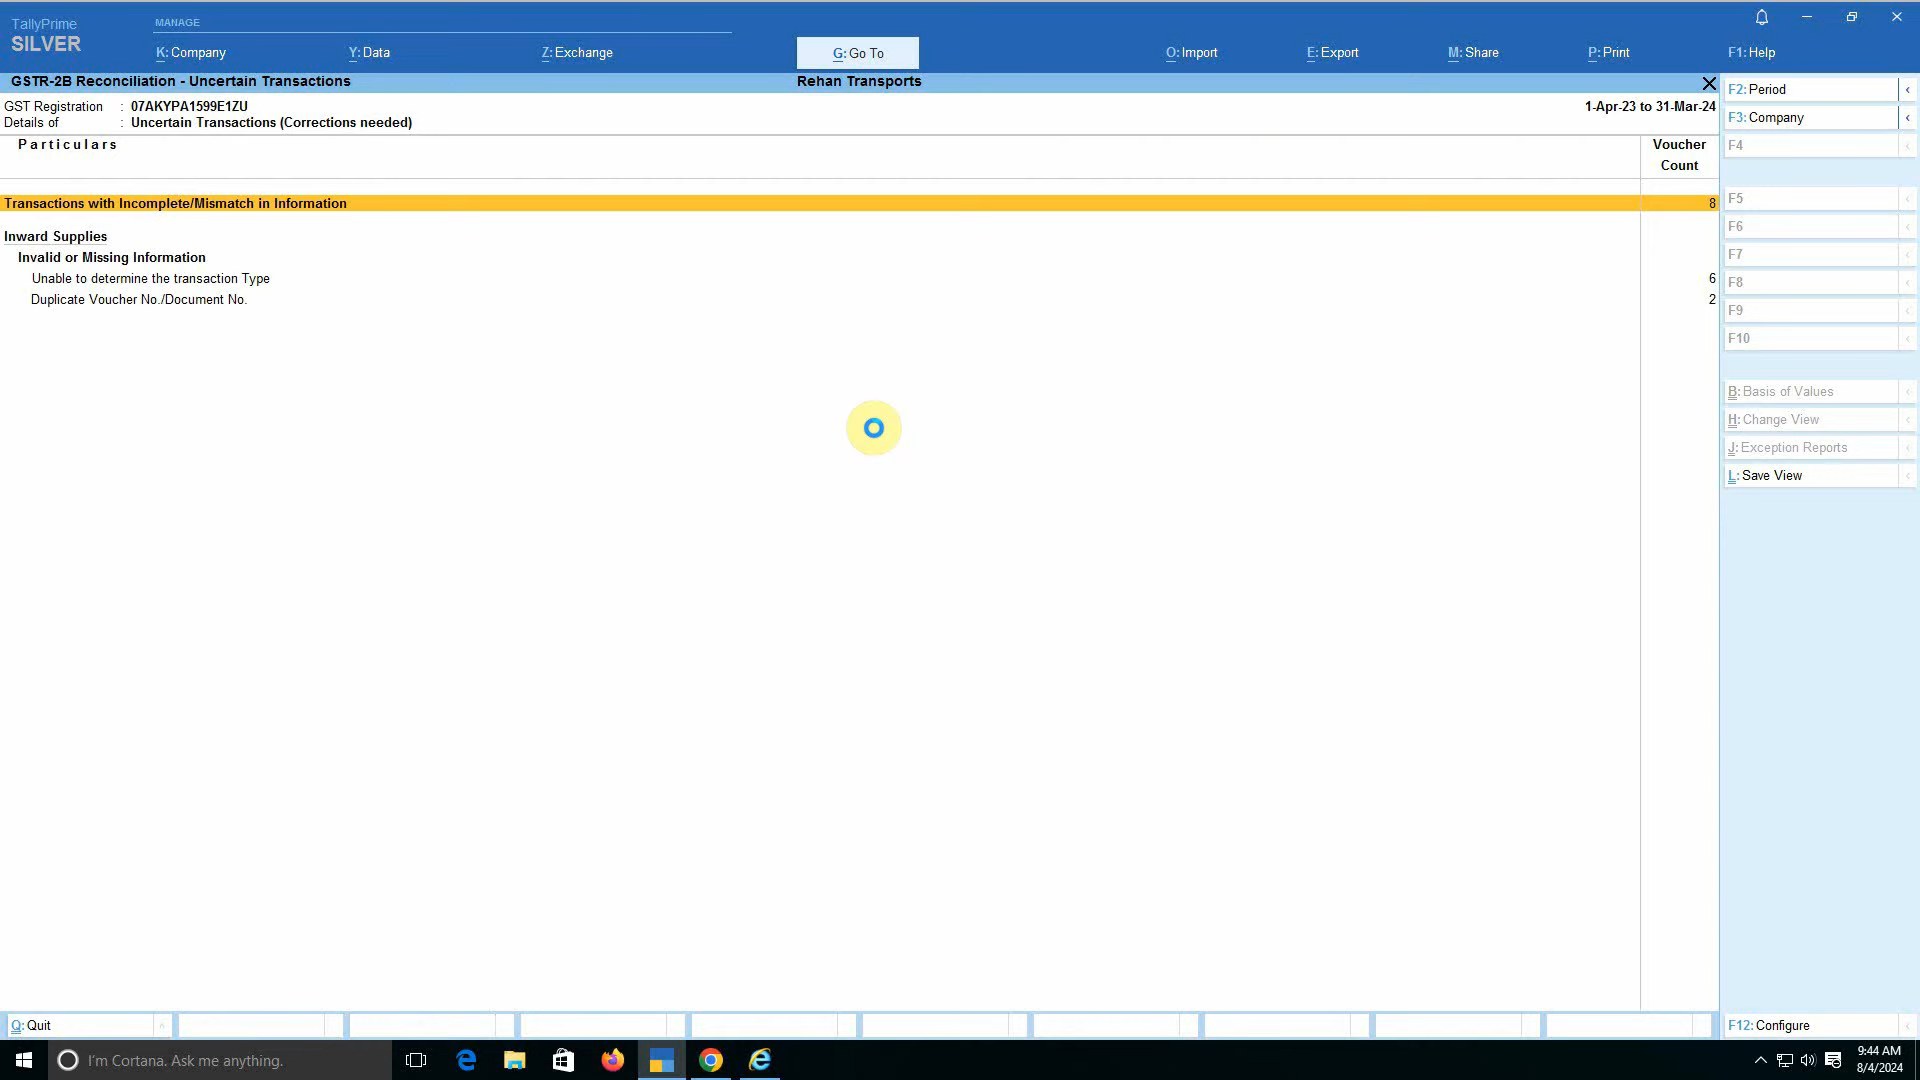 TallyPrime
SILVER
MANAGE
K: Company
Y: Data
Z: Exchange
G: Go To
O: Import
E: Export
M: Share
P: Print
F1: Help
GSTR-2B Reconciliation - Uncertain Transactions
Rehan Transports
GST Registration : 07AKYPA1599E1ZU
1-Apr-23 to 31-Mar-24
Details of : Uncertain Transactions (Corrections needed)
Particulars
Voucher
Count
Transactions with Incomplete/Mismatch in Information 8
Inward Supplies
Invalid or Missing Information
Unable to determine the transaction Type 6
Duplicate Voucher No./Document No. 2
F2: Period
F3: Company
F4
F5
F6
F7
F8
F9
F10
B: Basis of Values
H: Change View
J: Exception Reports
L: Save View
Q: Quit
F12: Configure
I'm Cortana. Ask me anything.
9:44 AM
8/4/2024